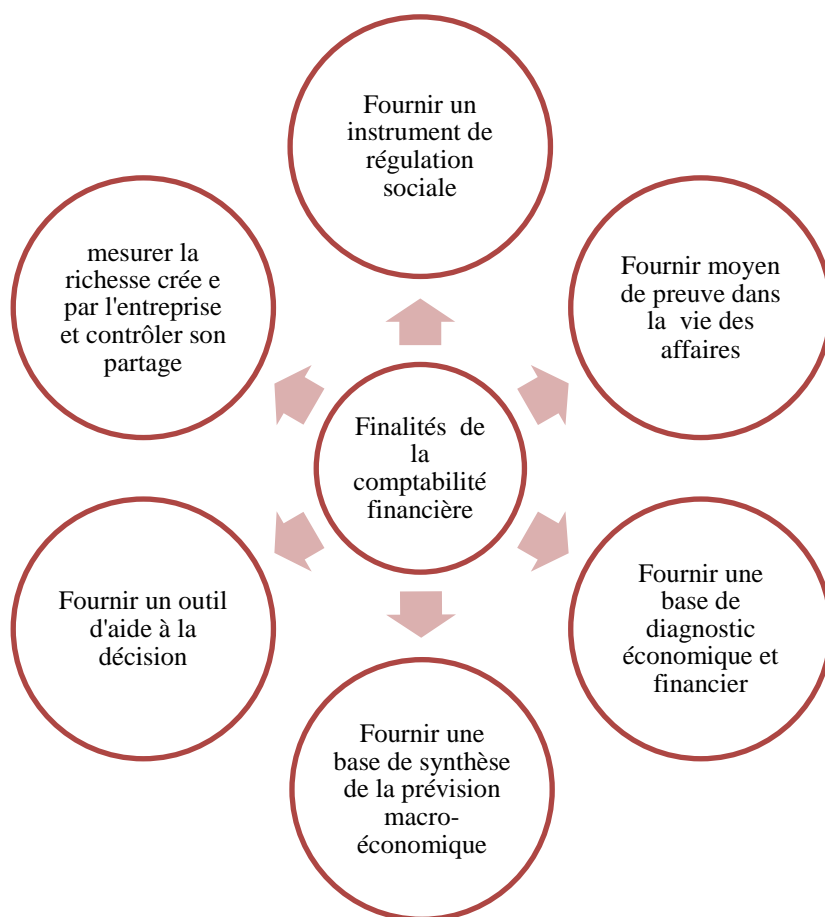 Fournir un
instrument de
régulation
sociale
mesurer la
richesse crée e
par l'entreprise
et contrôler son
partage
Fournir moyen
de preuve dans
la vie des
affaires
Finalités de
la
comptabilité
financière
Fournir un outil
d'aide à la
décision
Fournir une
base de
diagnostic
économique et
financier
Fournir une
base de synthèse
de la prévision
macro-
économique